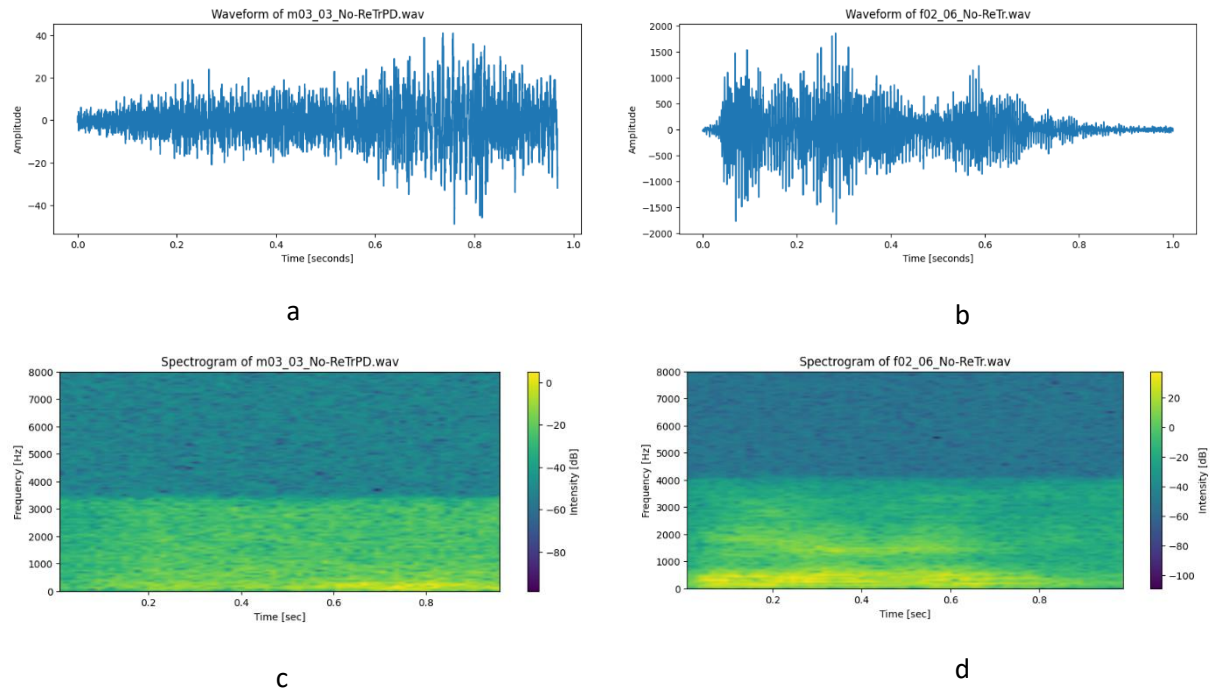 Waveform of m03_03_No-ReTrPD.wav
40
20
0
−20
−40
Amplitude
0.0 0.2 0.4 0.6 0.8 1.0
Time [seconds]
a
Waveform of f02_06_No-ReTr.wav
2000
1500
1000
500
0
−500
−1000
−1500
−2000
Amplitude
0.0 0.2 0.4 0.6 0.8 1.0
Time [seconds]
b
Spectrogram of m03_03_No-ReTrPD.wav
8000
7000
6000
5000
4000
3000
2000
1000
0
Frequency [Hz]
0.2 0.4 0.6 0.8
Time [sec]
0
−20
−40
−60
−80
Intensity [dB]
c
Spectrogram of f02_06_No-ReTr.wav
8000
7000
6000
5000
4000
3000
2000
1000
0
Frequency [Hz]
0.2 0.4 0.6 0.8
Time [sec]
20
0
−20
−40
−60
−80
−100
Intensity [dB]
d